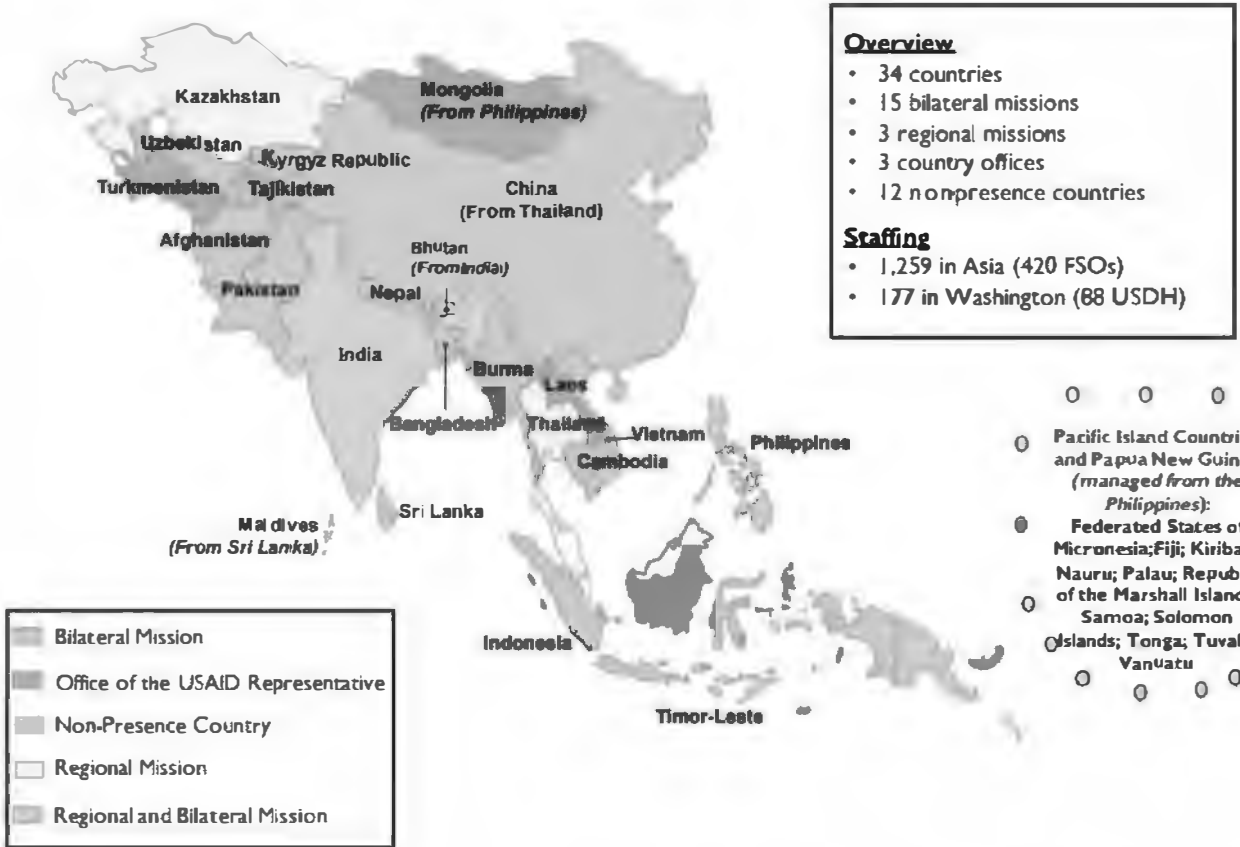 Overview
• 34 countries
• 15 bilateral missions
• 3 regional missions
• 3 country offices
• 12 nonpresence countries
Staffing
• 1,259 in Asia (420 FSOs)
• 177 in Washington (88 USDH)
Kazakhstan
Mongolia
(From Philippines)
Uzbekistan
Kyrgyz Republic
Turkmenistan
Tajikistan
China
(From Thailand)
Afghanistan
Bhutan
(From India)
Pakistan
Nepal
India
Burma
Laos
Bangladesh
Thailand
Vietnam
Philippines
Cambodia
Sri Lanka
Maldives
(From Sri Lanka)
Indonesia
Timor-Leste
Pacific Island Countri
and Papua New Guin
(managed from the
Philippines):
Federated States of
Micronesia; Fiji; Kiriba
Nauru; Palau; Repub
of the Marshall Island
Samoa; Solomon
Islands; Tonga; Tuval
Vanuatu
Bilateral Mission
Office of the USAID Representative
Non-Presence Country
Regional Mission
Regional and Bilateral Mission